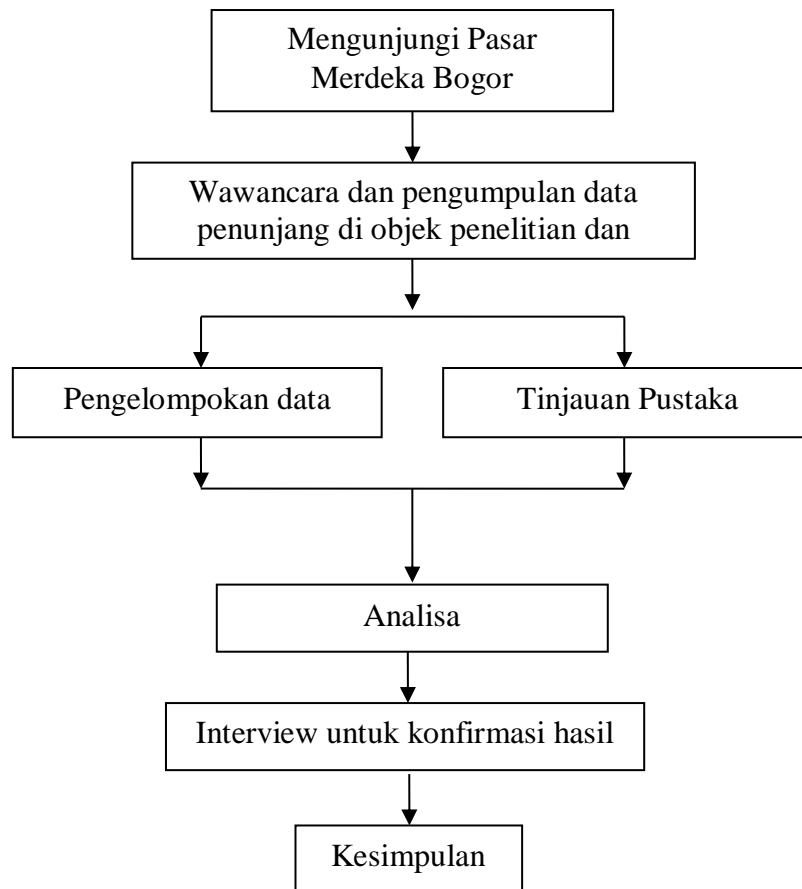 Mengunjungi Pasar
Merdeka Bogor
Wawancara dan pengumpulan data
penunjang di objek penelitian dan
Pengelompokan data
Tinjauan Pustaka
Analisa
Interview untuk konfirmasi hasil
Kesimpulan